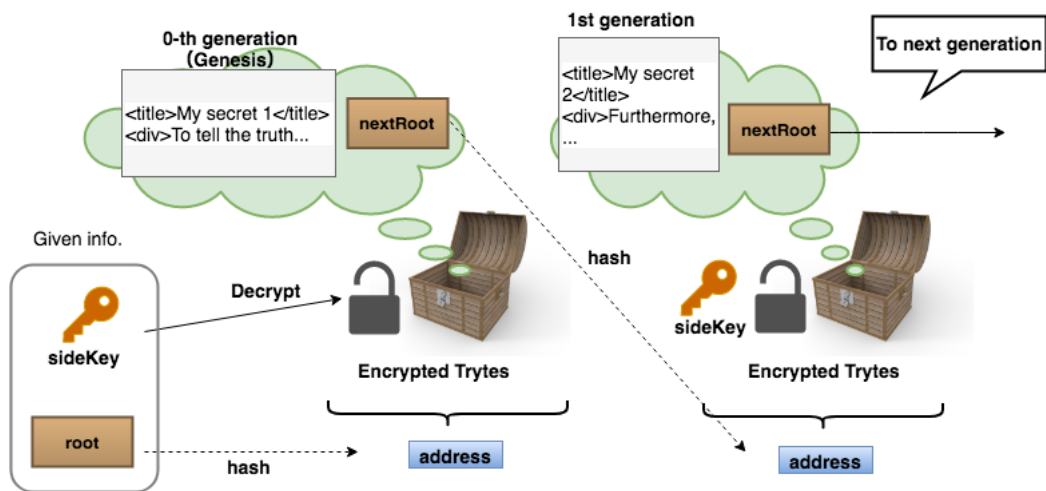 0-th generation
(Genesis)
<title>My secret 1</title>
<div>To tell the truth...
nextRoot
1st generation
<title>My secret
2</title>
<div>Furthermore,
...
nextRoot
To next generation
Given info.
sideKey
root
Decrypt
hash
Encrypted Trytes
address
hash
sideKey
Encrypted Trytes
address